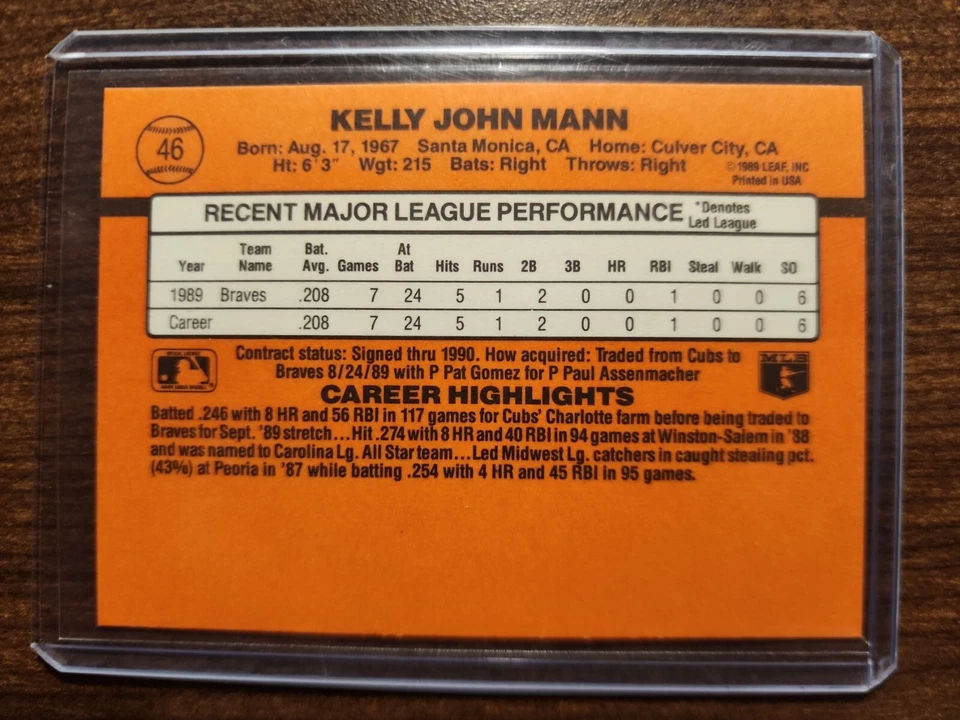 KELLY JOHN MANN
46
Born: Aug. 17, 1967 Santa Monica, CA Home: Culver City, CA
Ht: 6'3" Wgt: 215 Bats: Right Throws: Right
©1989 LEAF, INC
Printed in USA
RECENT MAJOR LEAGUE PERFORMANCE *Denotes Led League
Year Team Name Bat. Avg. Games At Bat Hits Runs 2B 3B HR RBI Steal Walk SO
1989 Braves .208 7 24 5 1 2 0 0 1 0 0 6
Career .208 7 24 5 1 2 0 0 1 0 0 6
Contract status: Signed thru 1990. How acquired: Traded from Cubs to
Braves 8/24/89 with P Pat Gomez for P Paul Assenmacher
MLB
CAREER HIGHLIGHTS
Batted .246 with 8 HR and 56 RBI in 117 games for Cubs' Charlotte farm before being traded to
Braves for Sept. '89 stretch...Hit .274 with 8 HR and 40 RBI in 94 games at Winston-Salem in '88
and was named to Carolina Lg. All Star team...Led Midwest Lg. catchers in caught stealing pct.
(43%) at Peoria in '87 while batting .254 with 4 HR and 45 RBI in 95 games.